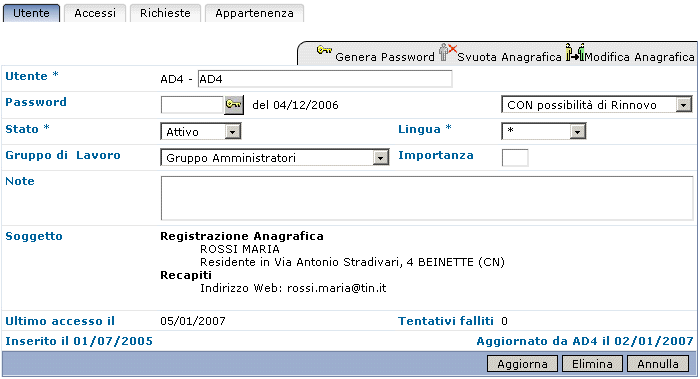 Utente Accessi Richieste Appartenenza
Genera Password Svuota Anagrafica Modifica Anagrafica
Utente * AD4 - AD4
Password del 04/12/2006 CON possibilità di Rinnovo
Stato * Attivo Lingua * *
Gruppo di Lavoro Gruppo Amministratori Importanza
Note
Soggetto Registrazione Anagrafica
ROSSI MARIA
Residente in Via Antonio Stradivari, 4 BEINETTE (CN)
Recapiti
Indirizzo Web: rossi.maria@tin.it
Ultimo accesso il 05/01/2007 Tentativi falliti 0
Inserito il 01/07/2005 Aggiornato da AD4 il 02/01/2007
Aggiorna Elimina Annulla